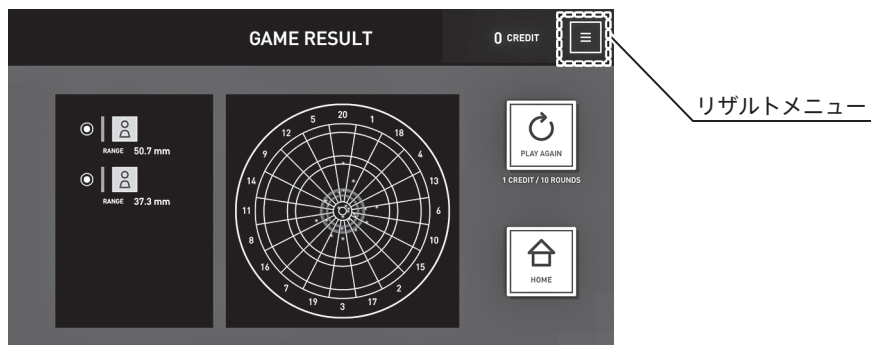 GAME RESULT
0 CREDIT
リザルトメニュー
RANGE 50.7 mm
RANGE 37.3 mm
20
1
18
4
13
6
10
15
2
17
3
19
7
16
8
11
14
9
12
5
PLAY AGAIN
1 CREDIT / 10 ROUNDS
HOME